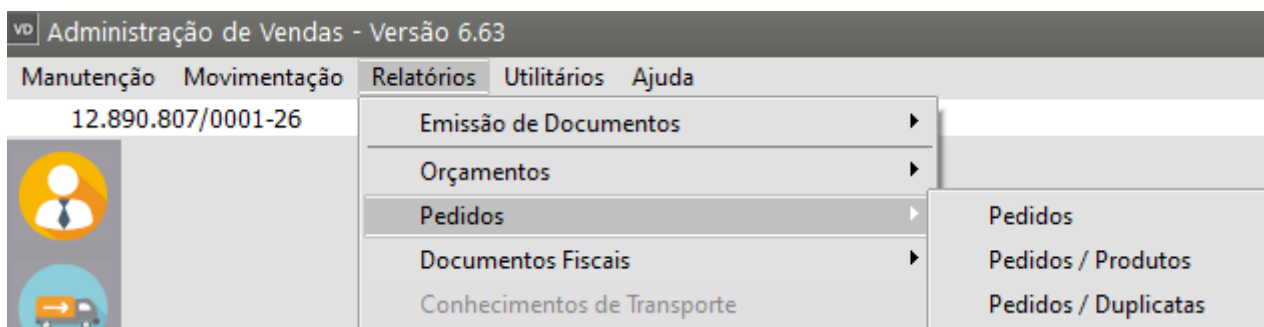 VD Administração de Vendas - Versão 6.63
Manutenção Movimentação Relatórios Utilitários Ajuda
12.890.807/0001-26
Emissão de Documentos
Orçamentos
Pedidos
Documentos Fiscais
Conhecimentos de Transporte
Pedidos
Pedidos / Produtos
Pedidos / Duplicatas